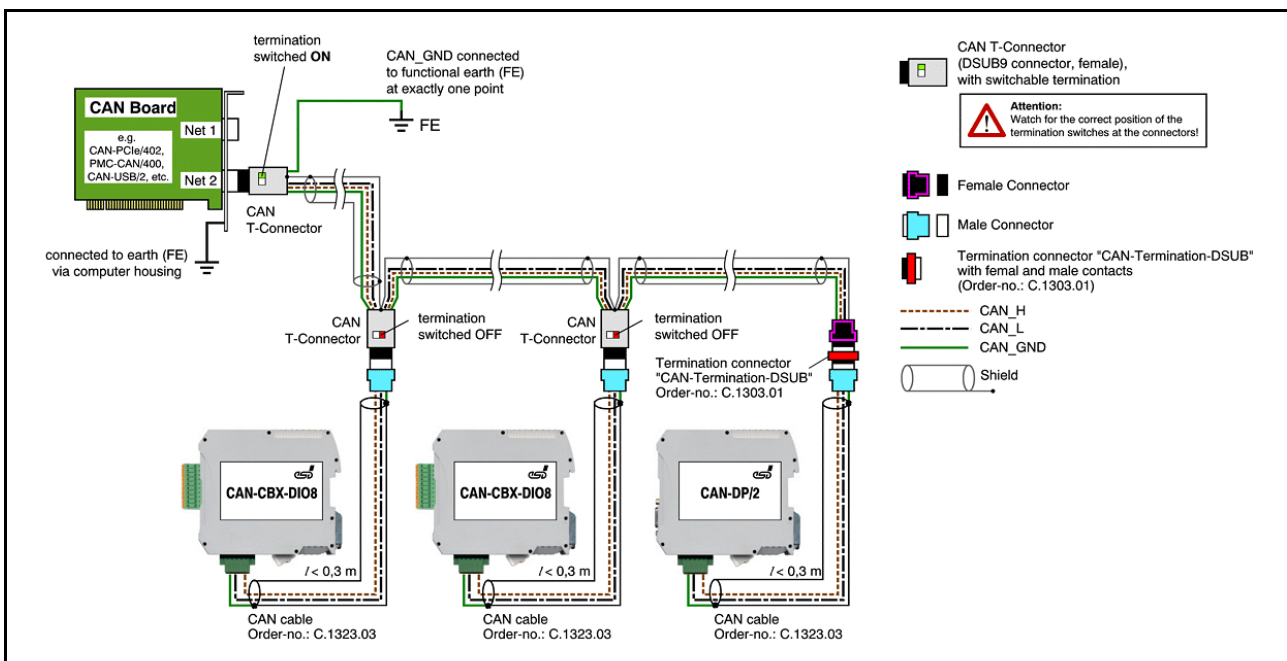 termination
switched ON
CAN_GND connected
to functional earth (FE)
at exactly one point
FE
CAN Board
e.g.
CAN-PCIe/402,
PMC-CAN/400,
CAN-USB/2, etc.
Net 1
Net 2
CAN
T-Connector
connected to earth (FE)
via computer housing
CAN
T-Connector
termination
switched OFF
CAN
T-Connector
termination
switched OFF
Termination connector
"CAN-Termination-DSUB"
Order-no.: C.1303.01
esd
CAN-CBX-DIO8
esd
CAN-CBX-DIO8
esd
CAN-DP/2
l < 0,3 m
l < 0,3 m
l < 0,3 m
CAN cable
Order-no.: C.1323.03
CAN cable
Order-no.: C.1323.03
CAN cable
Order-no.: C.1323.03
CAN T-Connector
(DSUB9 connector, female),
with switchable termination
Attention:
Watch for the correct position of the
termination switches at the connectors!
Female Connector
Male Connector
Termination connector "CAN-Termination-DSUB"
with femal and male contacts
(Order-no.: C.1303.01)
CAN_H
CAN_L
CAN_GND
Shield